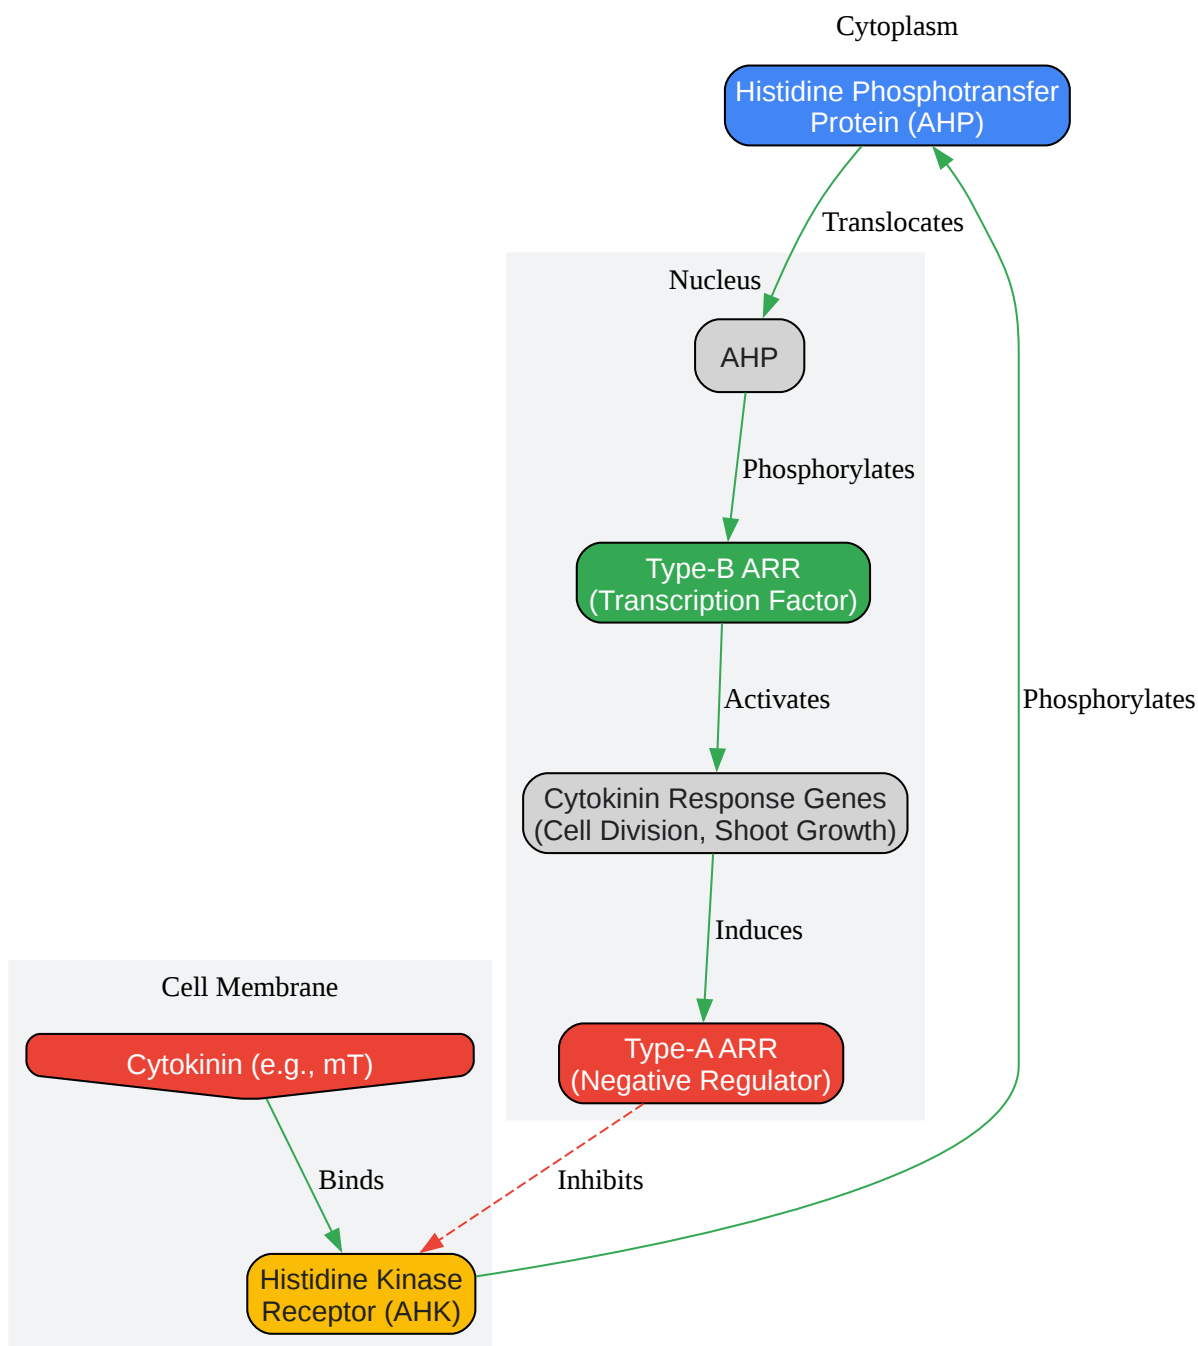 Cytoplasm
Histidine Phosphotransfer
Protein (AHP)
Translocates
Nucleus
AHP
Phosphorylates
Type-B ARR
(Transcription Factor)
Activates
Phosphorylates
Cytokinin Response Genes
(Cell Division, Shoot Growth)
Induces
Cell Membrane
Type-A ARR
(Negative Regulator)
Cytokinin (e.g., mT)
Binds
Inhibits
Histidine Kinase
Receptor (AHK)